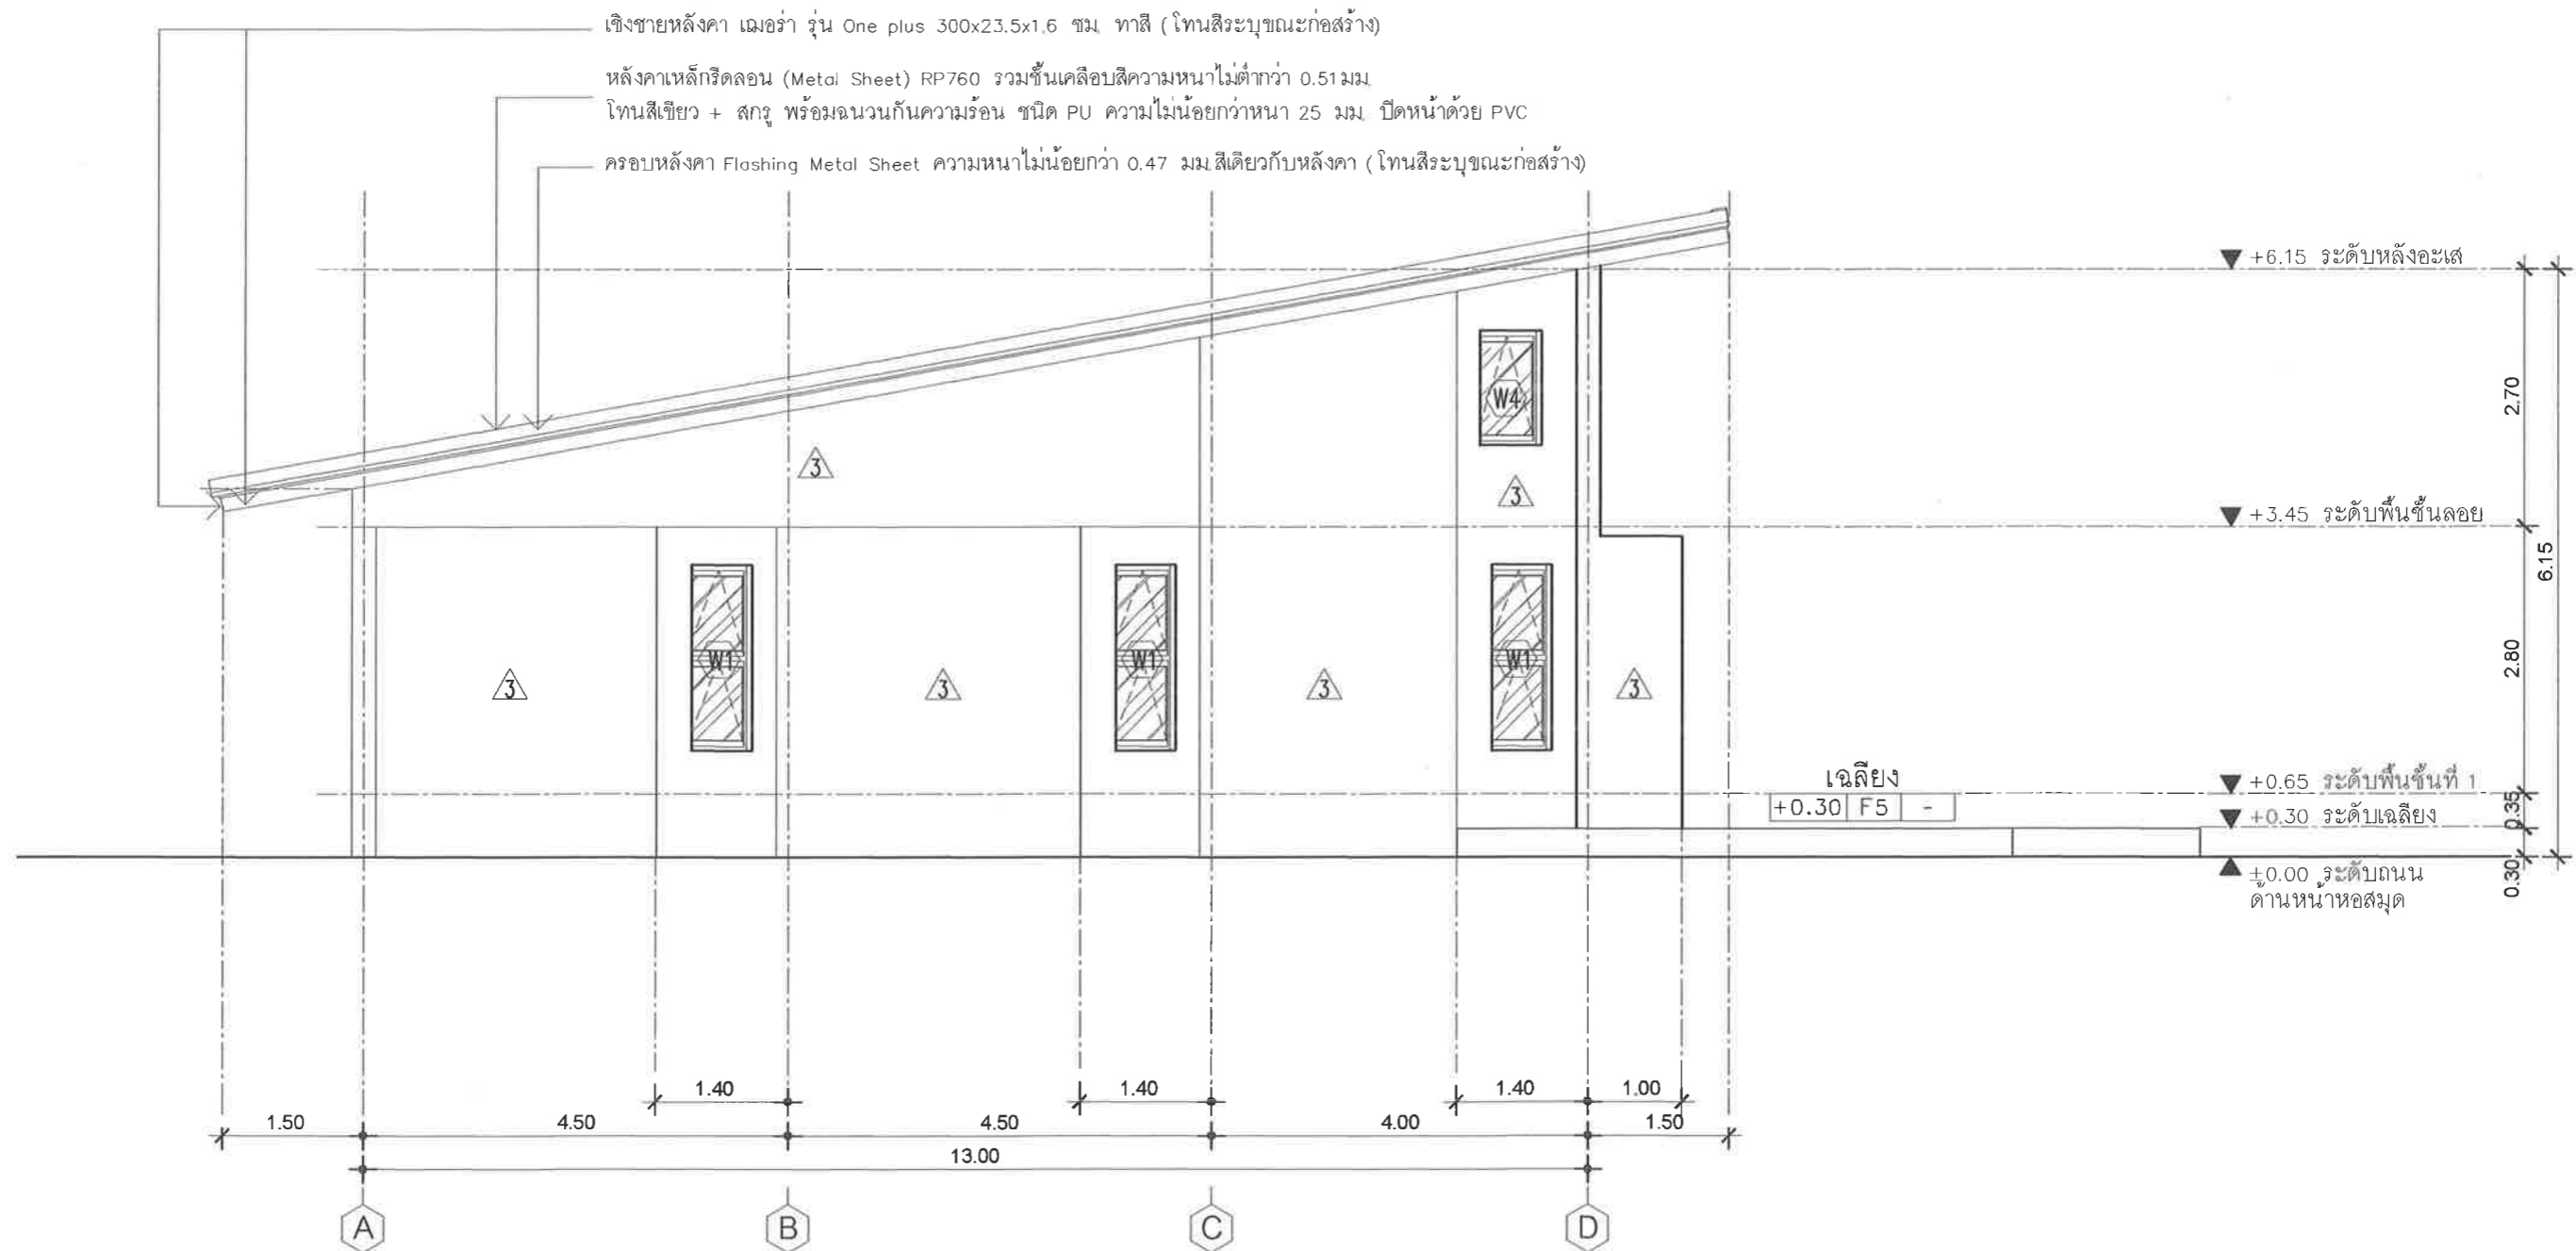 เชิงชายหลังคา เฌอร่า รุ่น One plus 300x23.5x1.6 ซม. ทาสี (โทนสีระบุขณะก่อสร้าง)
หลังคาเหล็กรีดลอน (Metal Sheet) RP760 รวมชั้นเคลือบสีความหนาไม่ต่ำกว่า 0.51มม.
โทนสีเขียว + สกรู พร้อมฉนวนกันความร้อน ชนิด PU ความไม่น้อยกว่าหนา 25 มม. ปิดหน้าด้วย PVC
ครอบหลังคา Flashing Metal Sheet ความหนาไม่น้อยกว่า 0.47 มม.สีเดียวกับหลังคา (โทนสีระบุขณะก่อสร้าง)
+6.15 ระดับหลังอะเส
2.70
W4
3
3
+3.45 ระดับพื้นชั้นลอย
6.15
W1
W1
W1
2.80
3
3
3
3
เฉลียง
+0.65 ระดับพื้นชั้นที่ 1
+0.30 F5 -
0.35
+0.30 ระดับเฉลียง
±0.00 ระดับถนน
0.30
ด้านหน้าหอสมุด
1.40
1.40
1.40
1.00
1.50
4.50
4.50
4.00
1.50
13.00
A
B
C
D